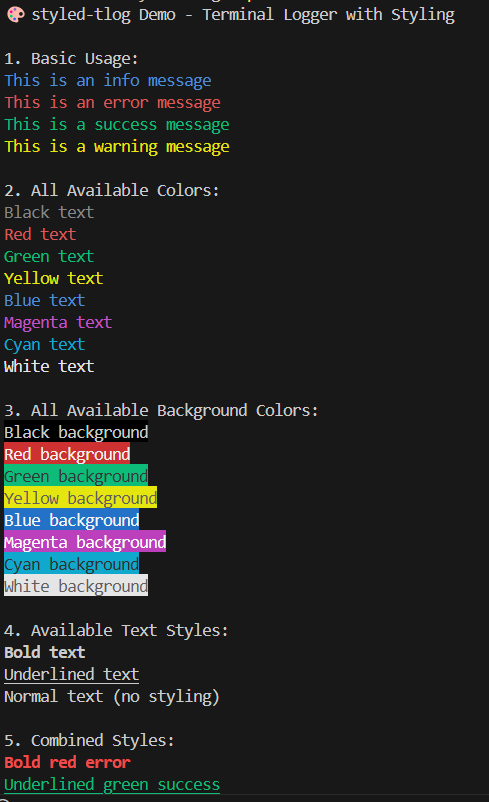 🎨 styled-tlog Demo - Terminal Logger with Styling
1. Basic Usage:
This is an info message
This is an error message
This is a success message
This is a warning message
2. All Available Colors:
Black text
Red text
Green text
Yellow text
Blue text
Magenta text
Cyan text
White text
3. All Available Background Colors:
Black background
Red background
Green background
Yellow background
Blue background
Magenta background
Cyan background
White background
4. Available Text Styles:
Bold text
Underlined text
Normal text (no styling)
5. Combined Styles:
Bold red error
Underlined green success